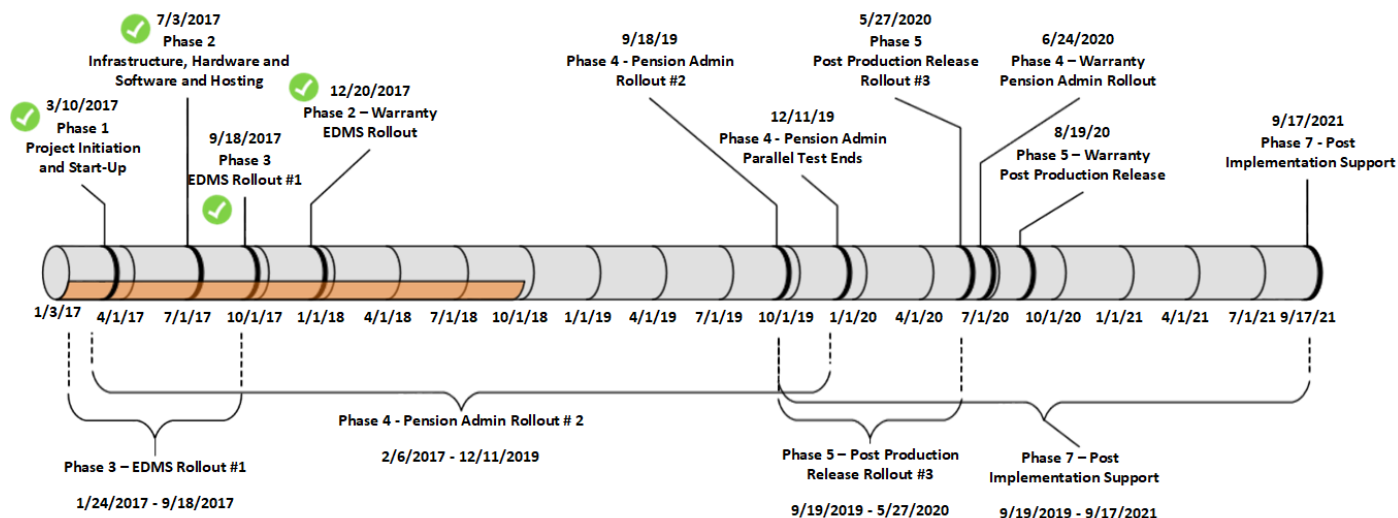 7/3/2017
Phase 2
Infrastructure, Hardware and
Software and Hosting
3/10/2017
Phase 1
Project Initiation
and Start-Up
9/18/2017
Phase 3
EDMS Rollout #1
12/20/2017
Phase 2 – Warranty
EDMS Rollout
9/18/19
Phase 4 - Pension Admin
Rollout #2
12/11/19
Phase 4 - Pension Admin
Parallel Test Ends
5/27/2020
Phase 5
Post Production Release
Rollout #3
6/24/2020
Phase 4 – Warranty
Pension Admin Rollout
8/19/20
Phase 5 – Warranty
Post Production Release
9/17/2021
Phase 7 - Post
Implementation Support
1/3/17
4/1/17
7/1/17
10/1/17
1/1/18
4/1/18
7/1/18
10/1/18
1/1/19
4/1/19
7/1/19
10/1/19
1/1/20
4/1/20
7/1/20
10/1/20
1/1/21
4/1/21
7/1/21
9/17/21
Phase 3 – EDMS Rollout #1
1/24/2017 - 9/18/2017
Phase 4 - Pension Admin Rollout # 2
2/6/2017 - 12/11/2019
Phase 5 – Post Production
Release Rollout #3
9/19/2019 - 5/27/2020
Phase 7 – Post
Implementation Support
9/19/2019 - 9/17/2021